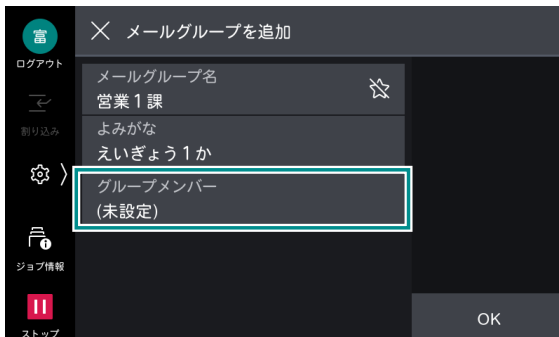 富
ログアウト
割り込み
ジョブ情報
ストップ
メールグループを追加
メールグループ名
営業1課
よみがな
えいぎょう1か
グループメンバー
(未設定)
OK